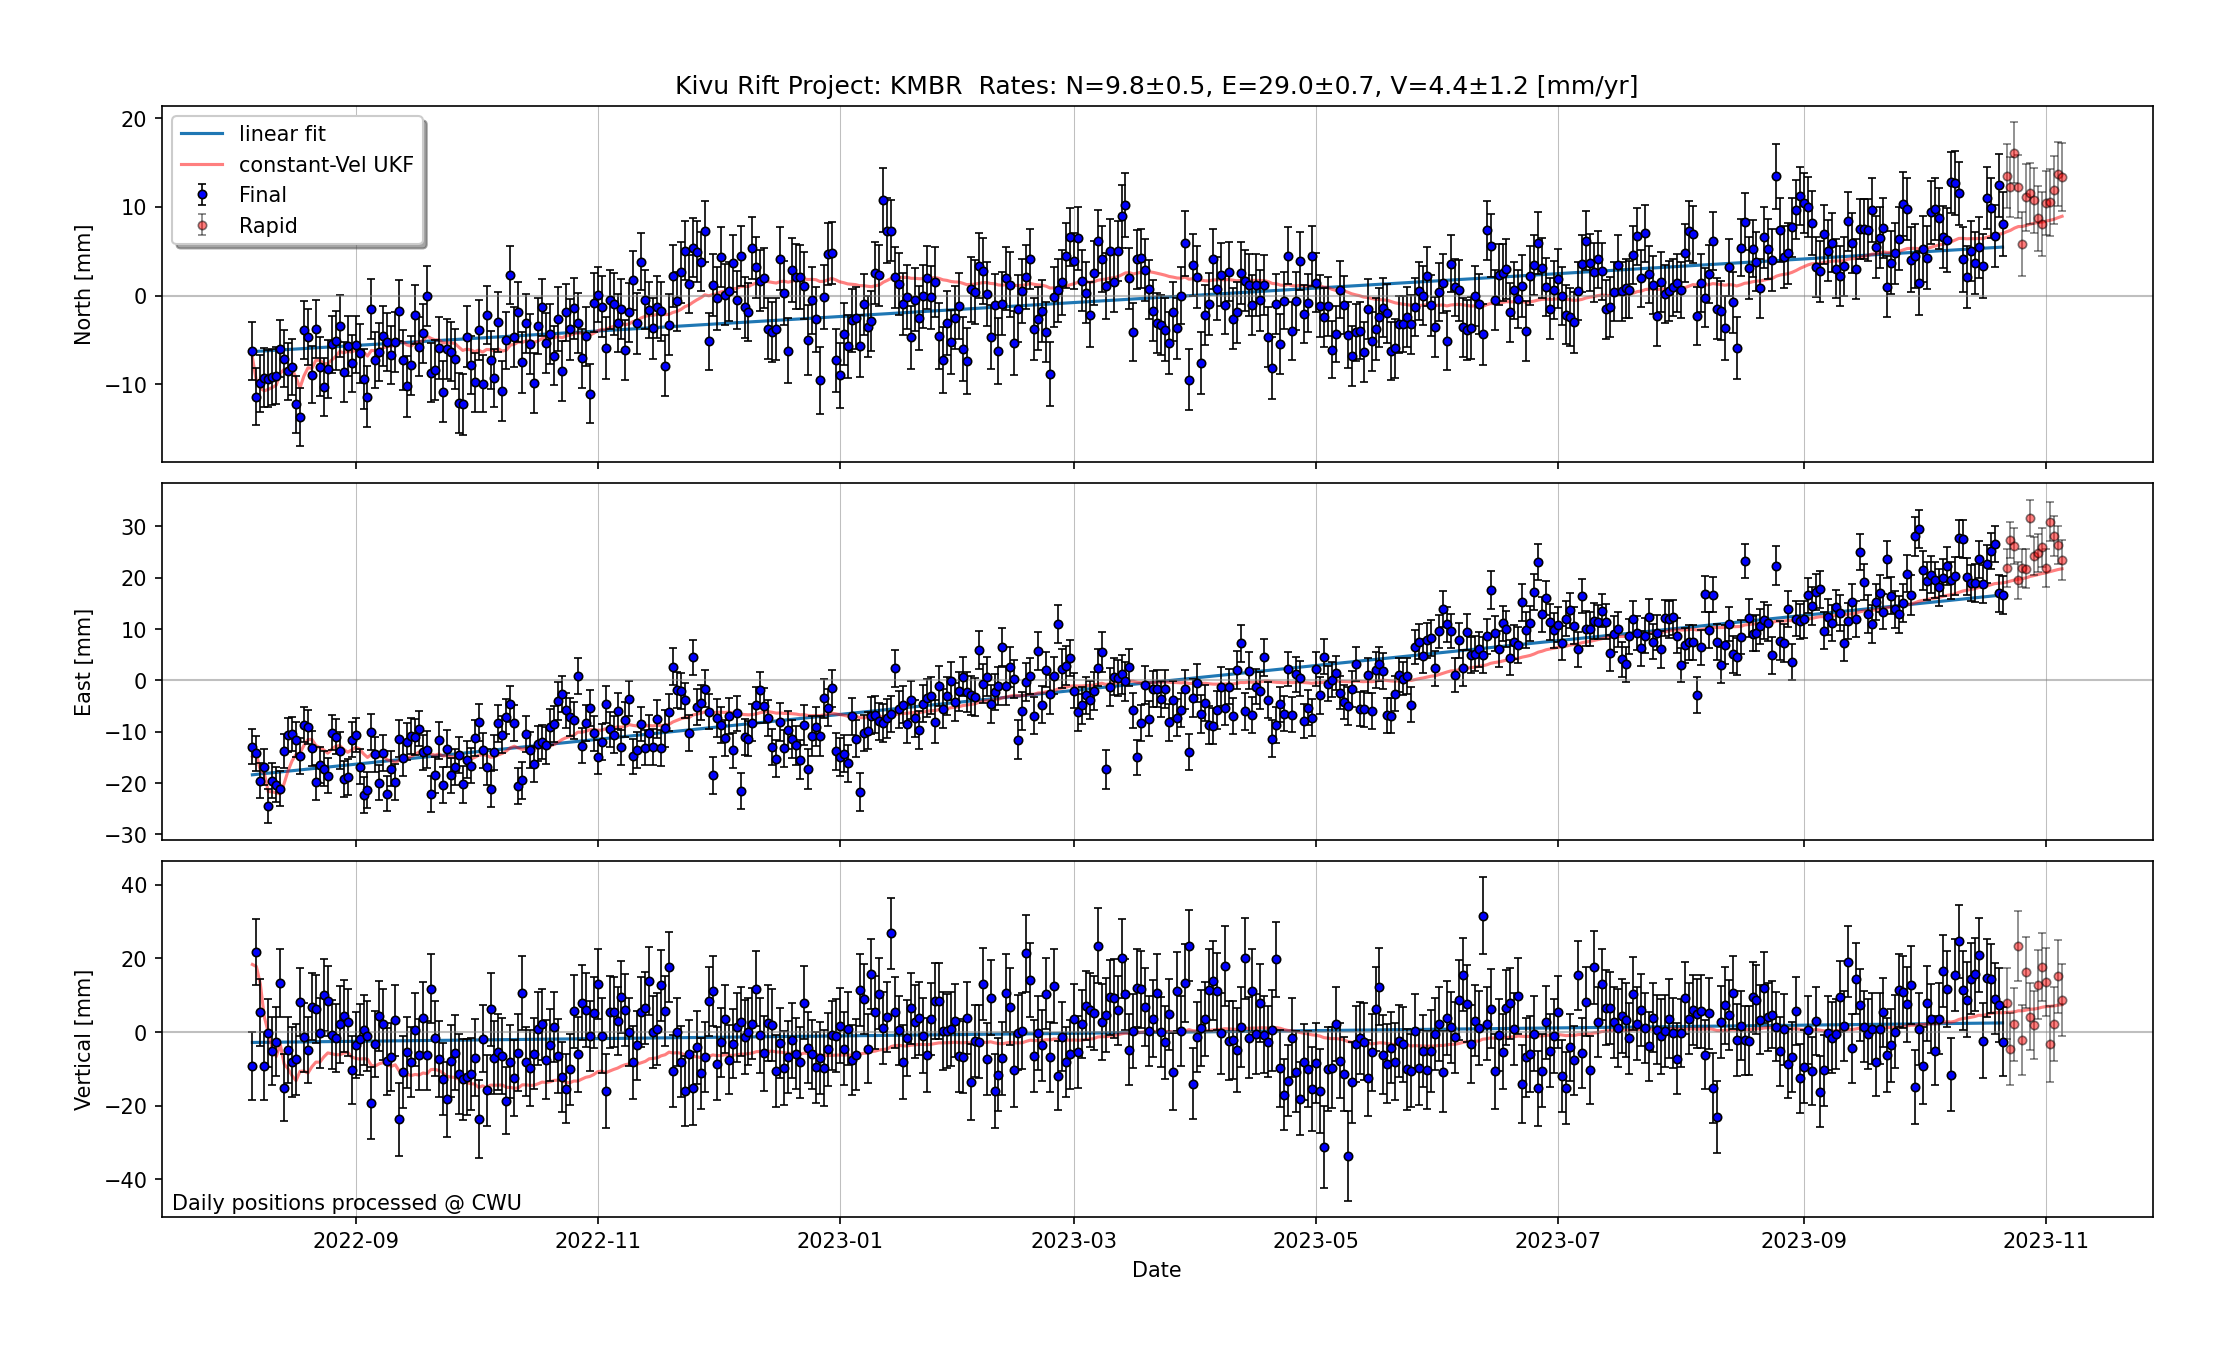 Kivu Rift Project: KMBR  Rates: N=9.8±0.5, E=29.0±0.7, V=4.4±1.2 [mm/yr]
linear fit
constant-Vel UKF
Final
Rapid
North [mm]
20
10
0
−10
East [mm]
30
20
10
0
−10
−20
−30
Vertical [mm]
40
20
0
−20
−40
Daily positions processed @ CWU
2022-09 2022-11 2023-01 2023-03 2023-05 2023-07 2023-09 2023-11
Date